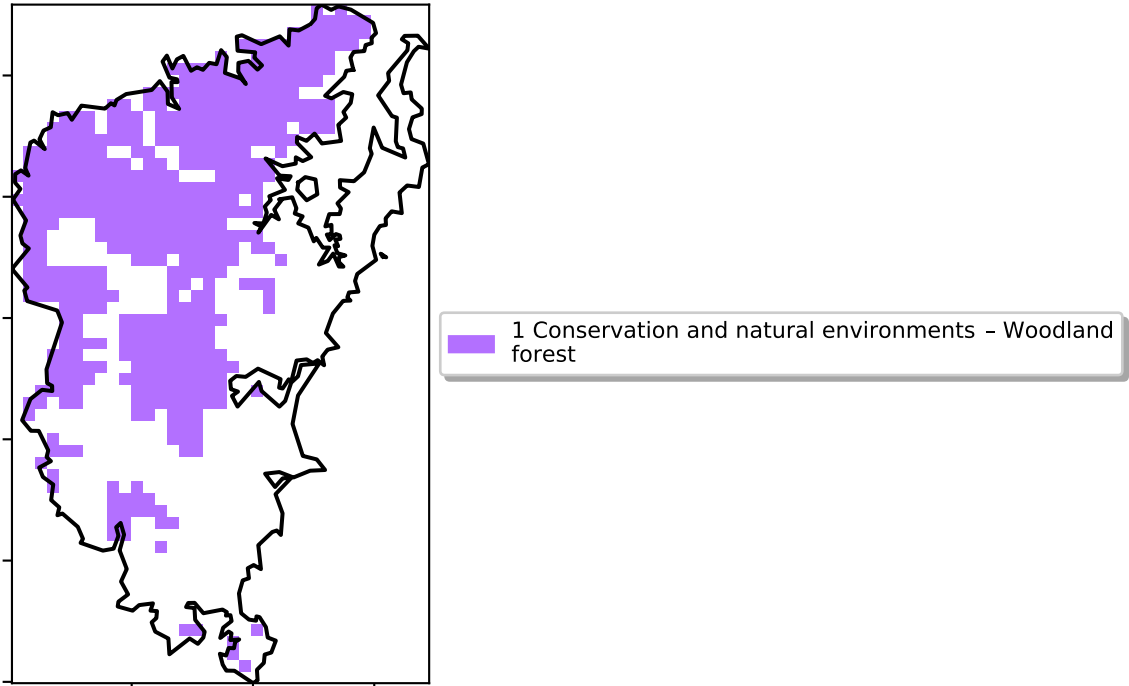 1 Conservation and natural environments – Woodland
forest